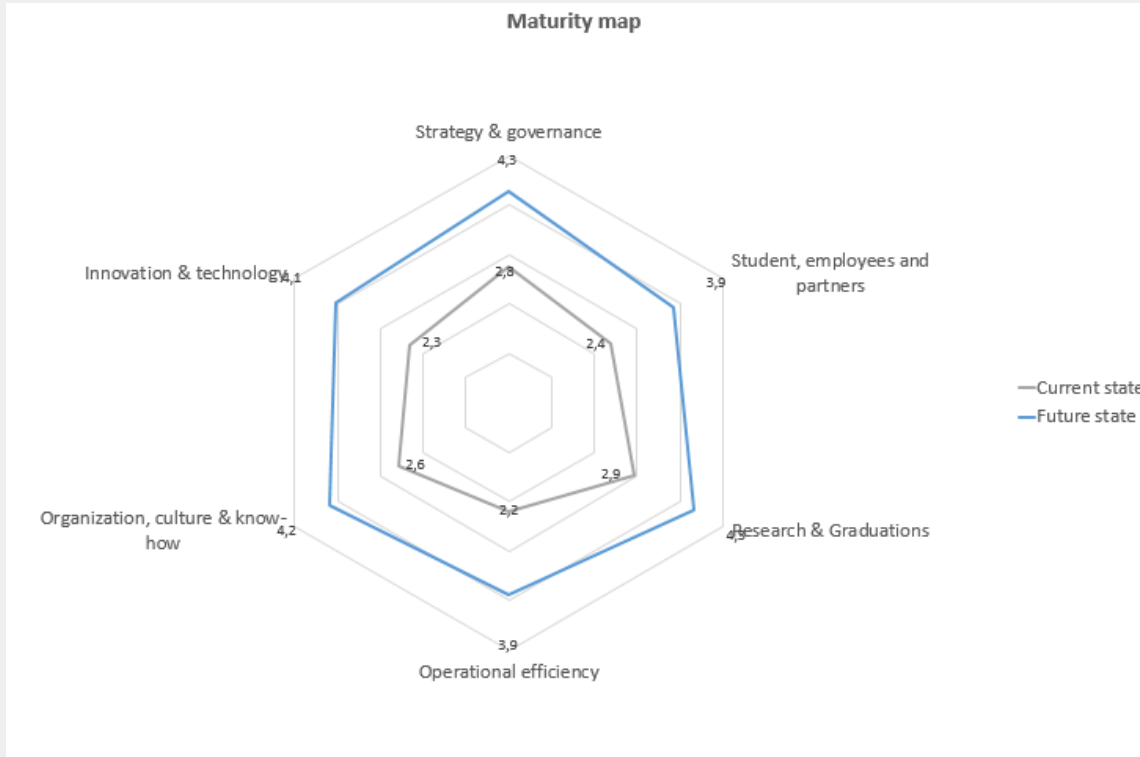 Maturity map
Strategy & governance
4,3
2,8
Innovation & technology
4,1
2,3
Student, employees and
partners
3,9
2,4
Current state
Future state
2,6
2,9
Organization, culture & know-
how
4,2
2,2
Research & Graduations
4,3
3,9
Operational efficiency